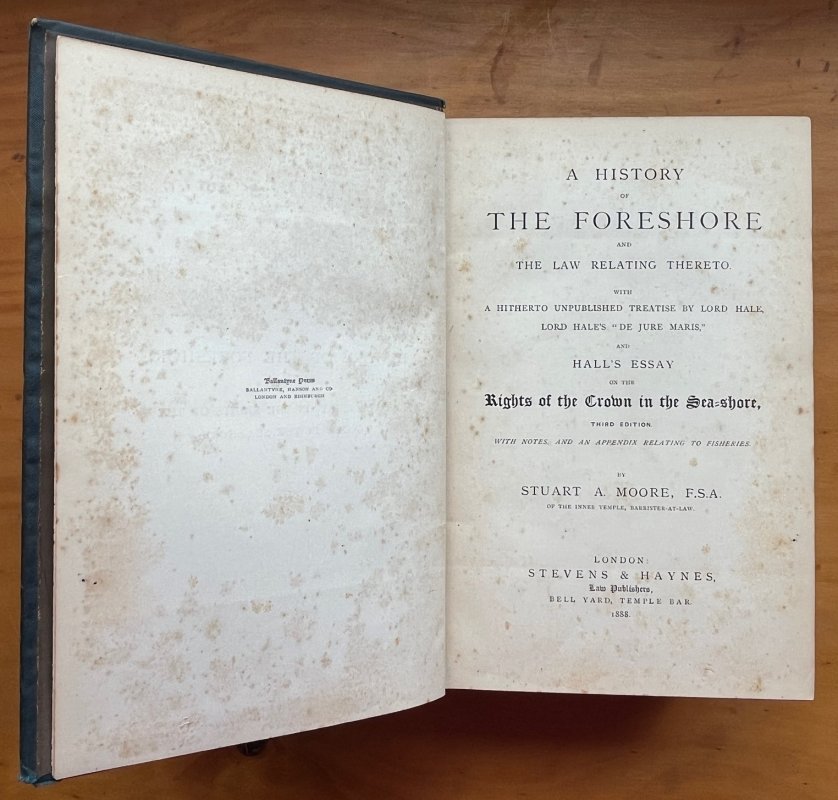 Ballantyne Press
BALLANTYNE, HANSON AND CO
LONDON AND EDINBURGH
A HISTORY
OF
THE FORESHORE
AND
THE LAW RELATING THERETO.
WITH
A HITHERTO UNPUBLISHED TREATISE BY LORD HALE,
LORD HALE'S "DE JURE MARIS,"
AND
HALL'S ESSAY
ON THE
Rights of the Crown in the Sea-shore,
THIRD EDITION.
WITH NOTES, AND AN APPENDIX RELATING TO FISHERIES.
BY
STUART A. MOORE, F.S.A.
OF THE INNER TEMPLE, BARRISTER-AT-LAW.
LONDON:
STEVENS & HAYNES,
Law Publishers,
BELL YARD, TEMPLE BAR.
1888.